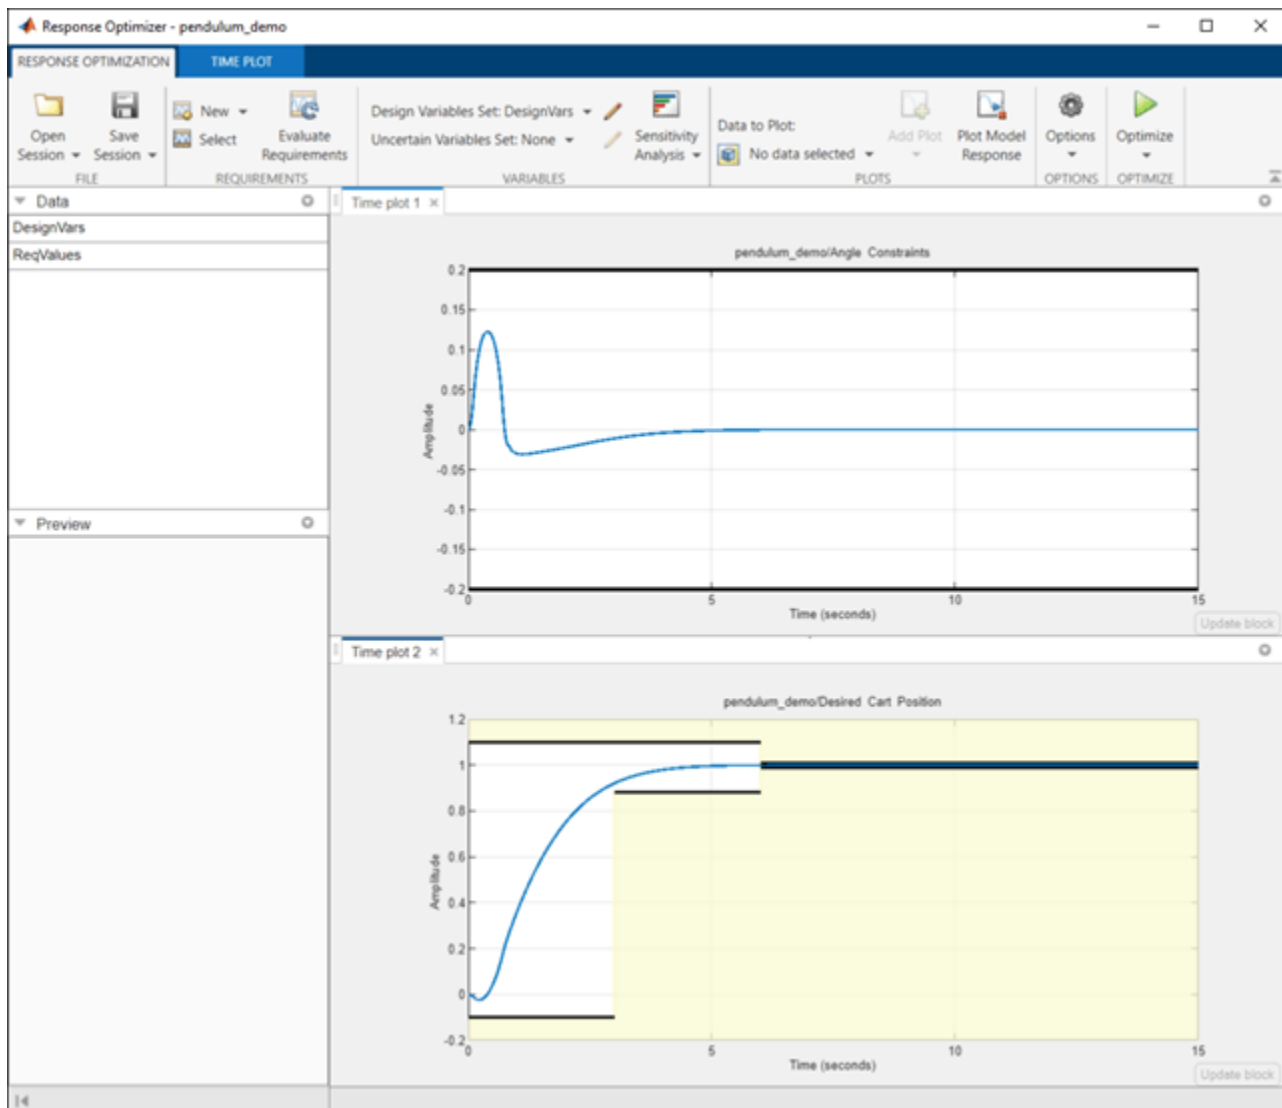 Response Optimizer - pendulum_demo
RESPONSE OPTIMIZATION
TIME PLOT
Open Session
Save Session
FILE
New
Select
Evaluate Requirements
REQUIREMENTS
Design Variables Set: DesignVars
Uncertain Variables Set: None
Sensitivity Analysis
VARIABLES
Data to Plot:
No data selected
Add Plot
Plot Model Response
PLOTS
Options
OPTIONS
Optimize
OPTIMIZE
Data
DesignVars
ReqValues
Preview
Time plot 1
pendulum_demo/Angle Constraints
0.2
0.15
0.1
0.05
0
-0.05
-0.1
-0.15
-0.2
Amplitude
0 5 10 15
Time (seconds)
Update block
Time plot 2
pendulum_demo/Desired Cart Position
1.2
1
0.8
0.6
0.4
0.2
0
-0.2
Amplitude
0 5 10 15
Time (seconds)
Update block